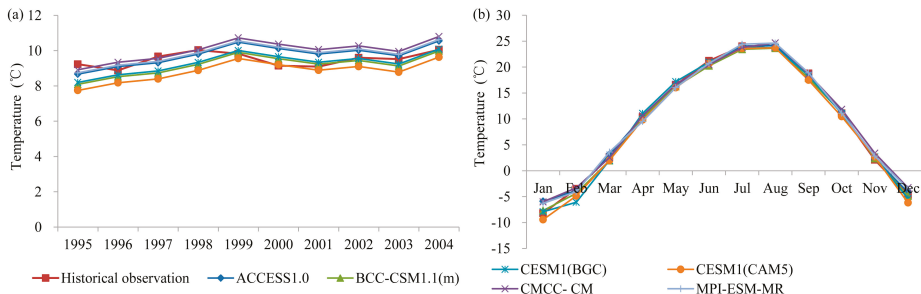 (a)
Temperature (℃)
12
10
8
6
4
2
0
1995 1996 1997 1998 1999 2000 2001 2002 2003 2004
Historical observation ACCESS1.0 BCC-CSM1.1(m)
(b)
Temperature (℃)
30
25
20
15
10
5
0
-5
-10
-15
Jan Feb Mar Apr May Jun Jul Aug Sep Oct Nov Dec
CESM1(BGC) CESM1(CAM5)
CMCC- CM MPI-ESM-MR